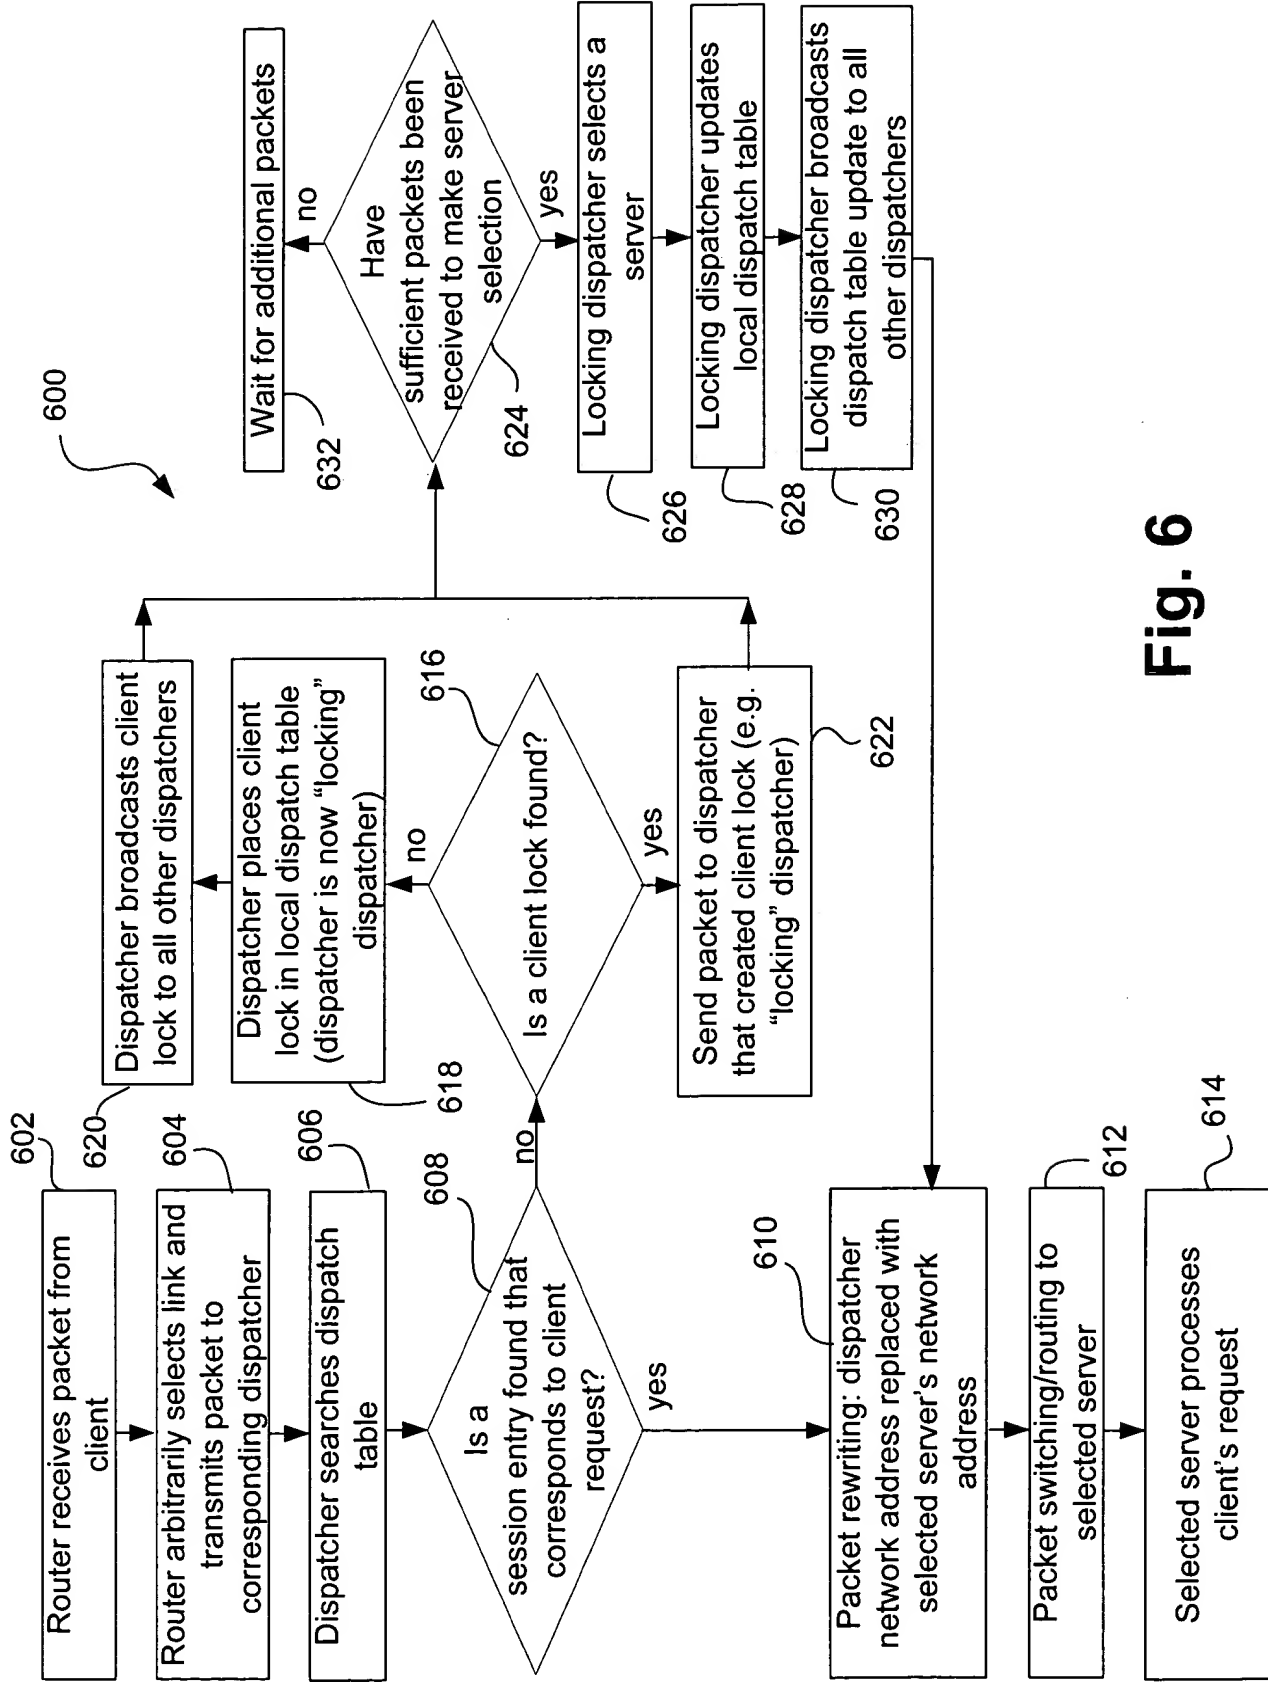 600
602
Router receives packet from
client
604
Router arbitrarily selects link and
transmits packet to
corresponding dispatcher
606
Dispatcher searches dispatch
table
608
Is a
session entry found that
corresponds to client
request?
no
yes
610
Packet rewriting: dispatcher
network address replaced with
selected server's network
address
612
Packet switching/routing to
selected server
614
Selected server processes
client's request
620
Dispatcher broadcasts client
lock to all other dispatchers
618
Dispatcher places client
lock in local dispatch table
(dispatcher is now "locking"
dispatcher)
no
616
Is a client lock found?
yes
622
Send packet to dispatcher
that created client lock (e.g.
"locking" dispatcher)
632
Wait for additional packets
no
624
Have
sufficient packets been
received to make server
selection
yes
626
Locking dispatcher selects a
server
628
Locking dispatcher updates
local dispatch table
630
Locking dispatcher broadcasts
dispatch table update to all
other dispatchers
Fig. 6